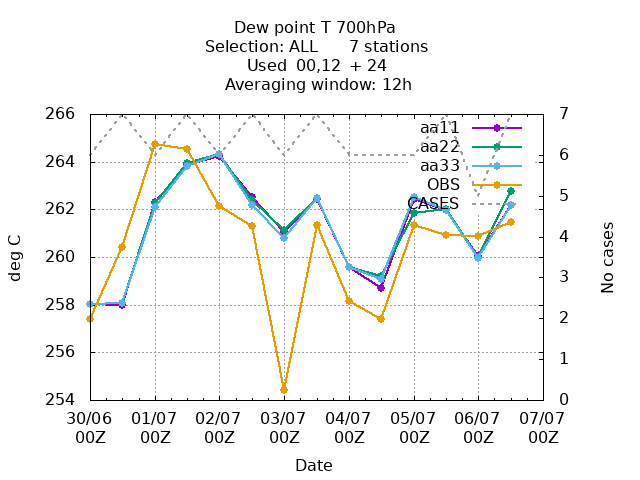 Dew point T 700hPa
Selection: ALL 7 stations
Used 00,12 + 24
Averaging window: 12h
266
264
262
260
258
256
254
7
6
5
4
3
2
1
0
aa11
aa22
aa33
OBS
CASES
deg C
No cases
30/06 01/07 02/07 03/07 04/07 05/07 06/07 07/07
00Z 00Z 00Z 00Z 00Z 00Z 00Z 00Z
Date